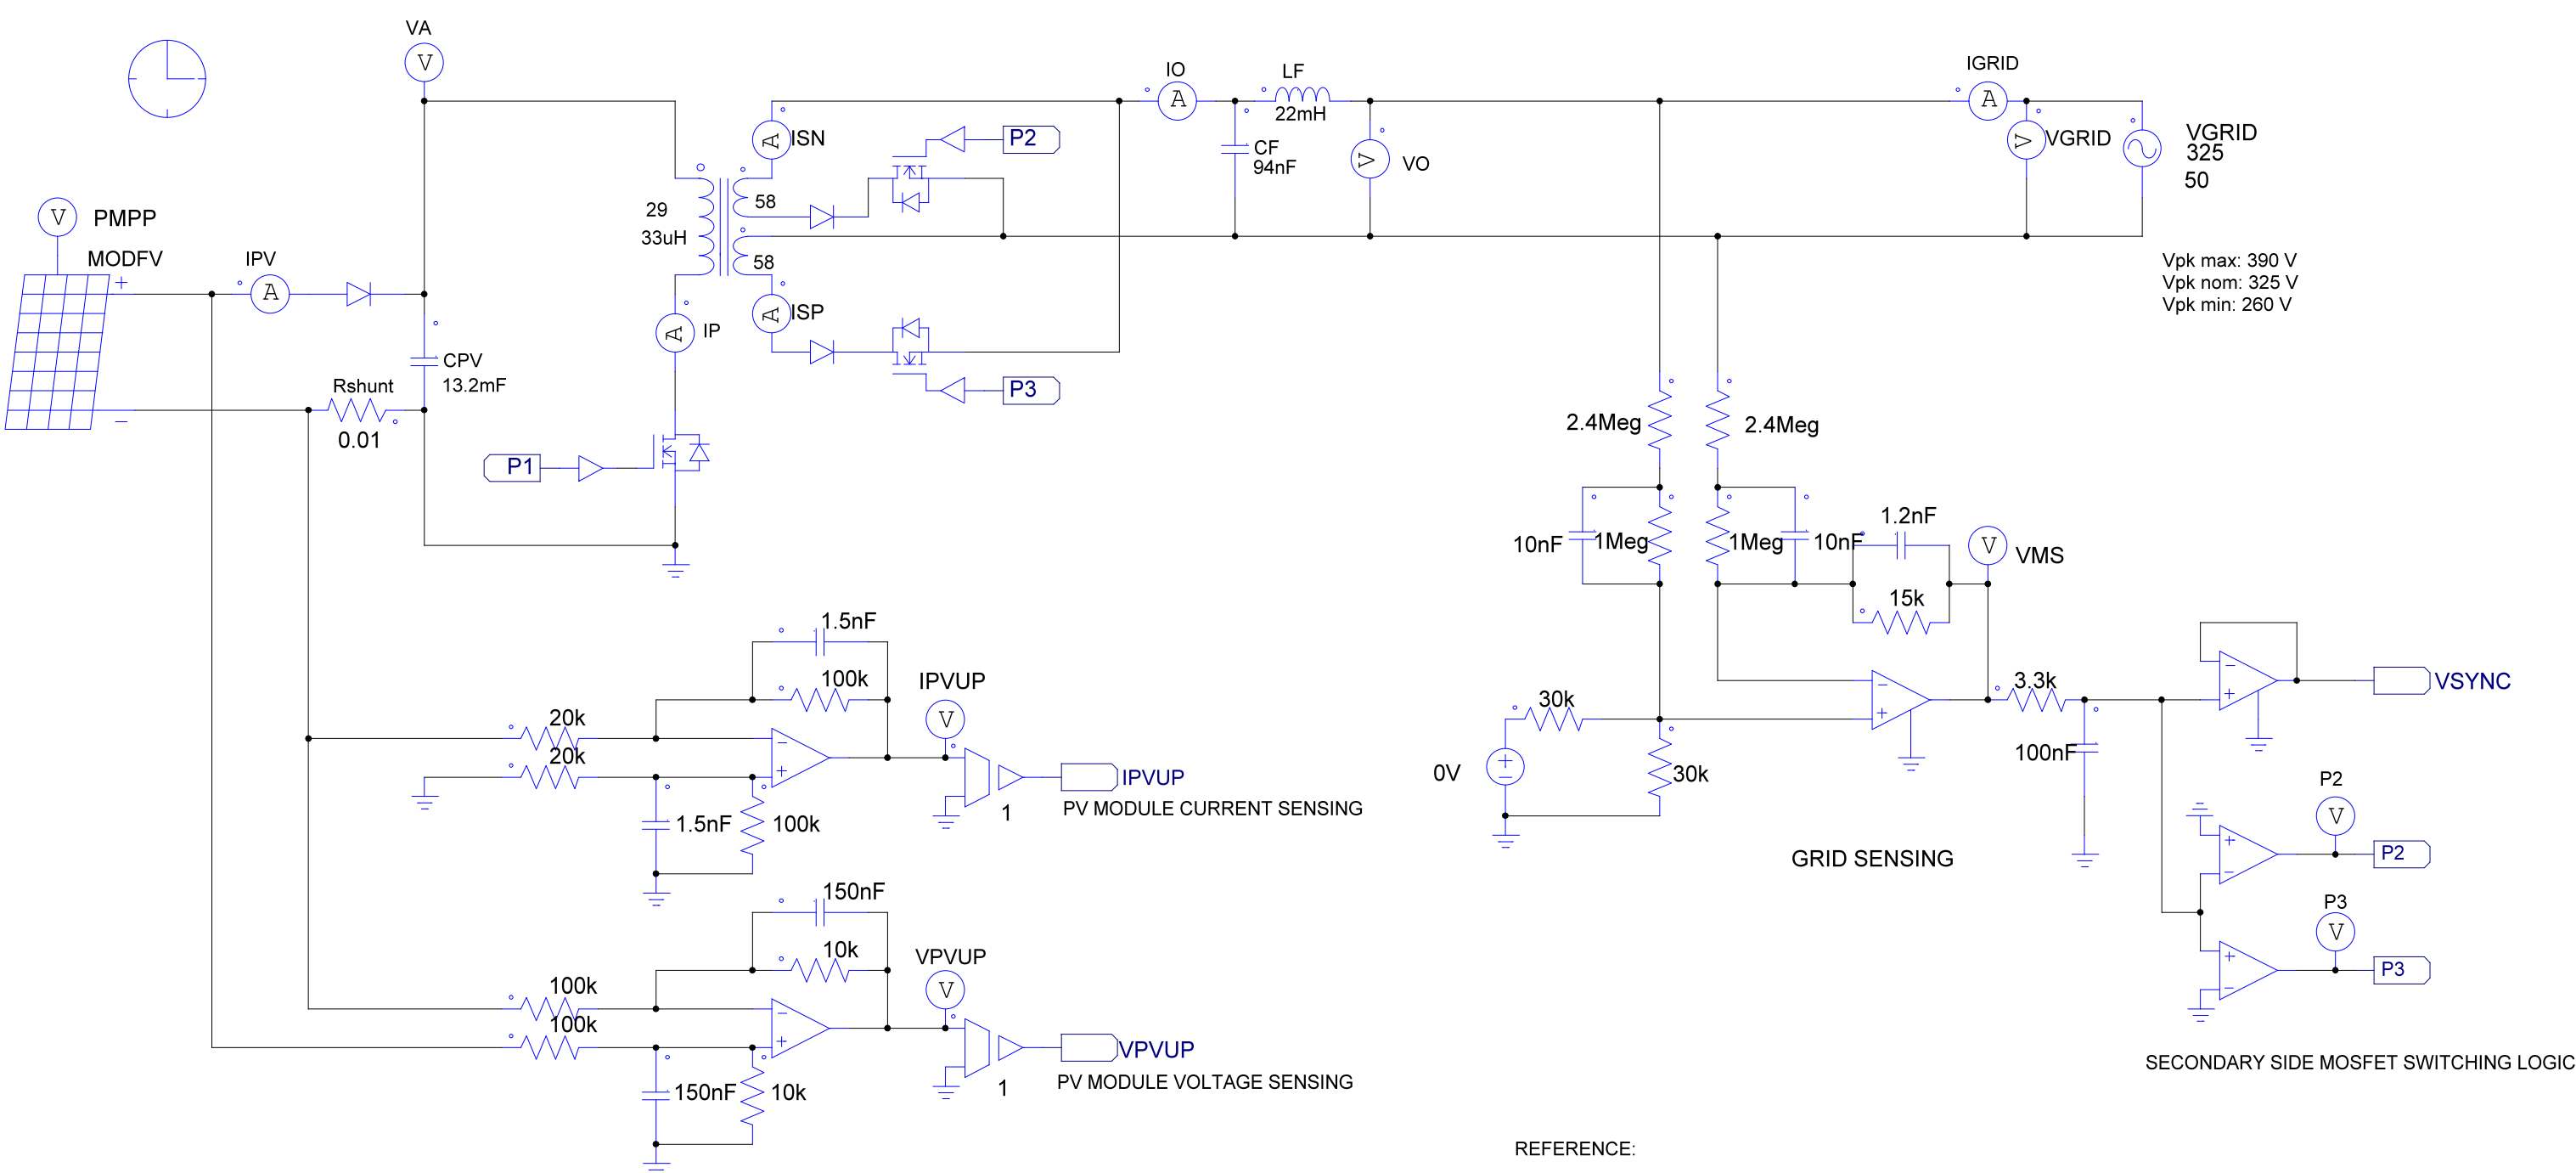 VA
V
IO
A
LF
22mH
IGRID
A
ISN
A
P2
CF
94nF
V
VO
V
VGRID
VGRID
325
50
V
PMPP
MODFV
+
−
IPV
A
29
33uH
58
58
ISP
A
IP
A
P3
Vpk max: 390 V
Vpk nom: 325 V
Vpk min: 260 V
CPV
13.2mF
Rshunt
0.01
P1
2.4Meg
2.4Meg
10nF
1Meg
1Meg
10nF
1.2nF
15k
V
VMS
1.5nF
100k
IPVUP
V
20k
20k
1.5nF
100k
1
IPVUP
PV MODULE CURRENT SENSING
30k
0V
30k
3.3k
100nF
VSYNC
GRID SENSING
P2
V
P2
P3
V
P3
SECONDARY SIDE MOSFET SWITCHING LOGIC
150nF
10k
VPVUP
V
100k
100k
150nF
10k
1
VPVUP
PV MODULE VOLTAGE SENSING
REFERENCE: